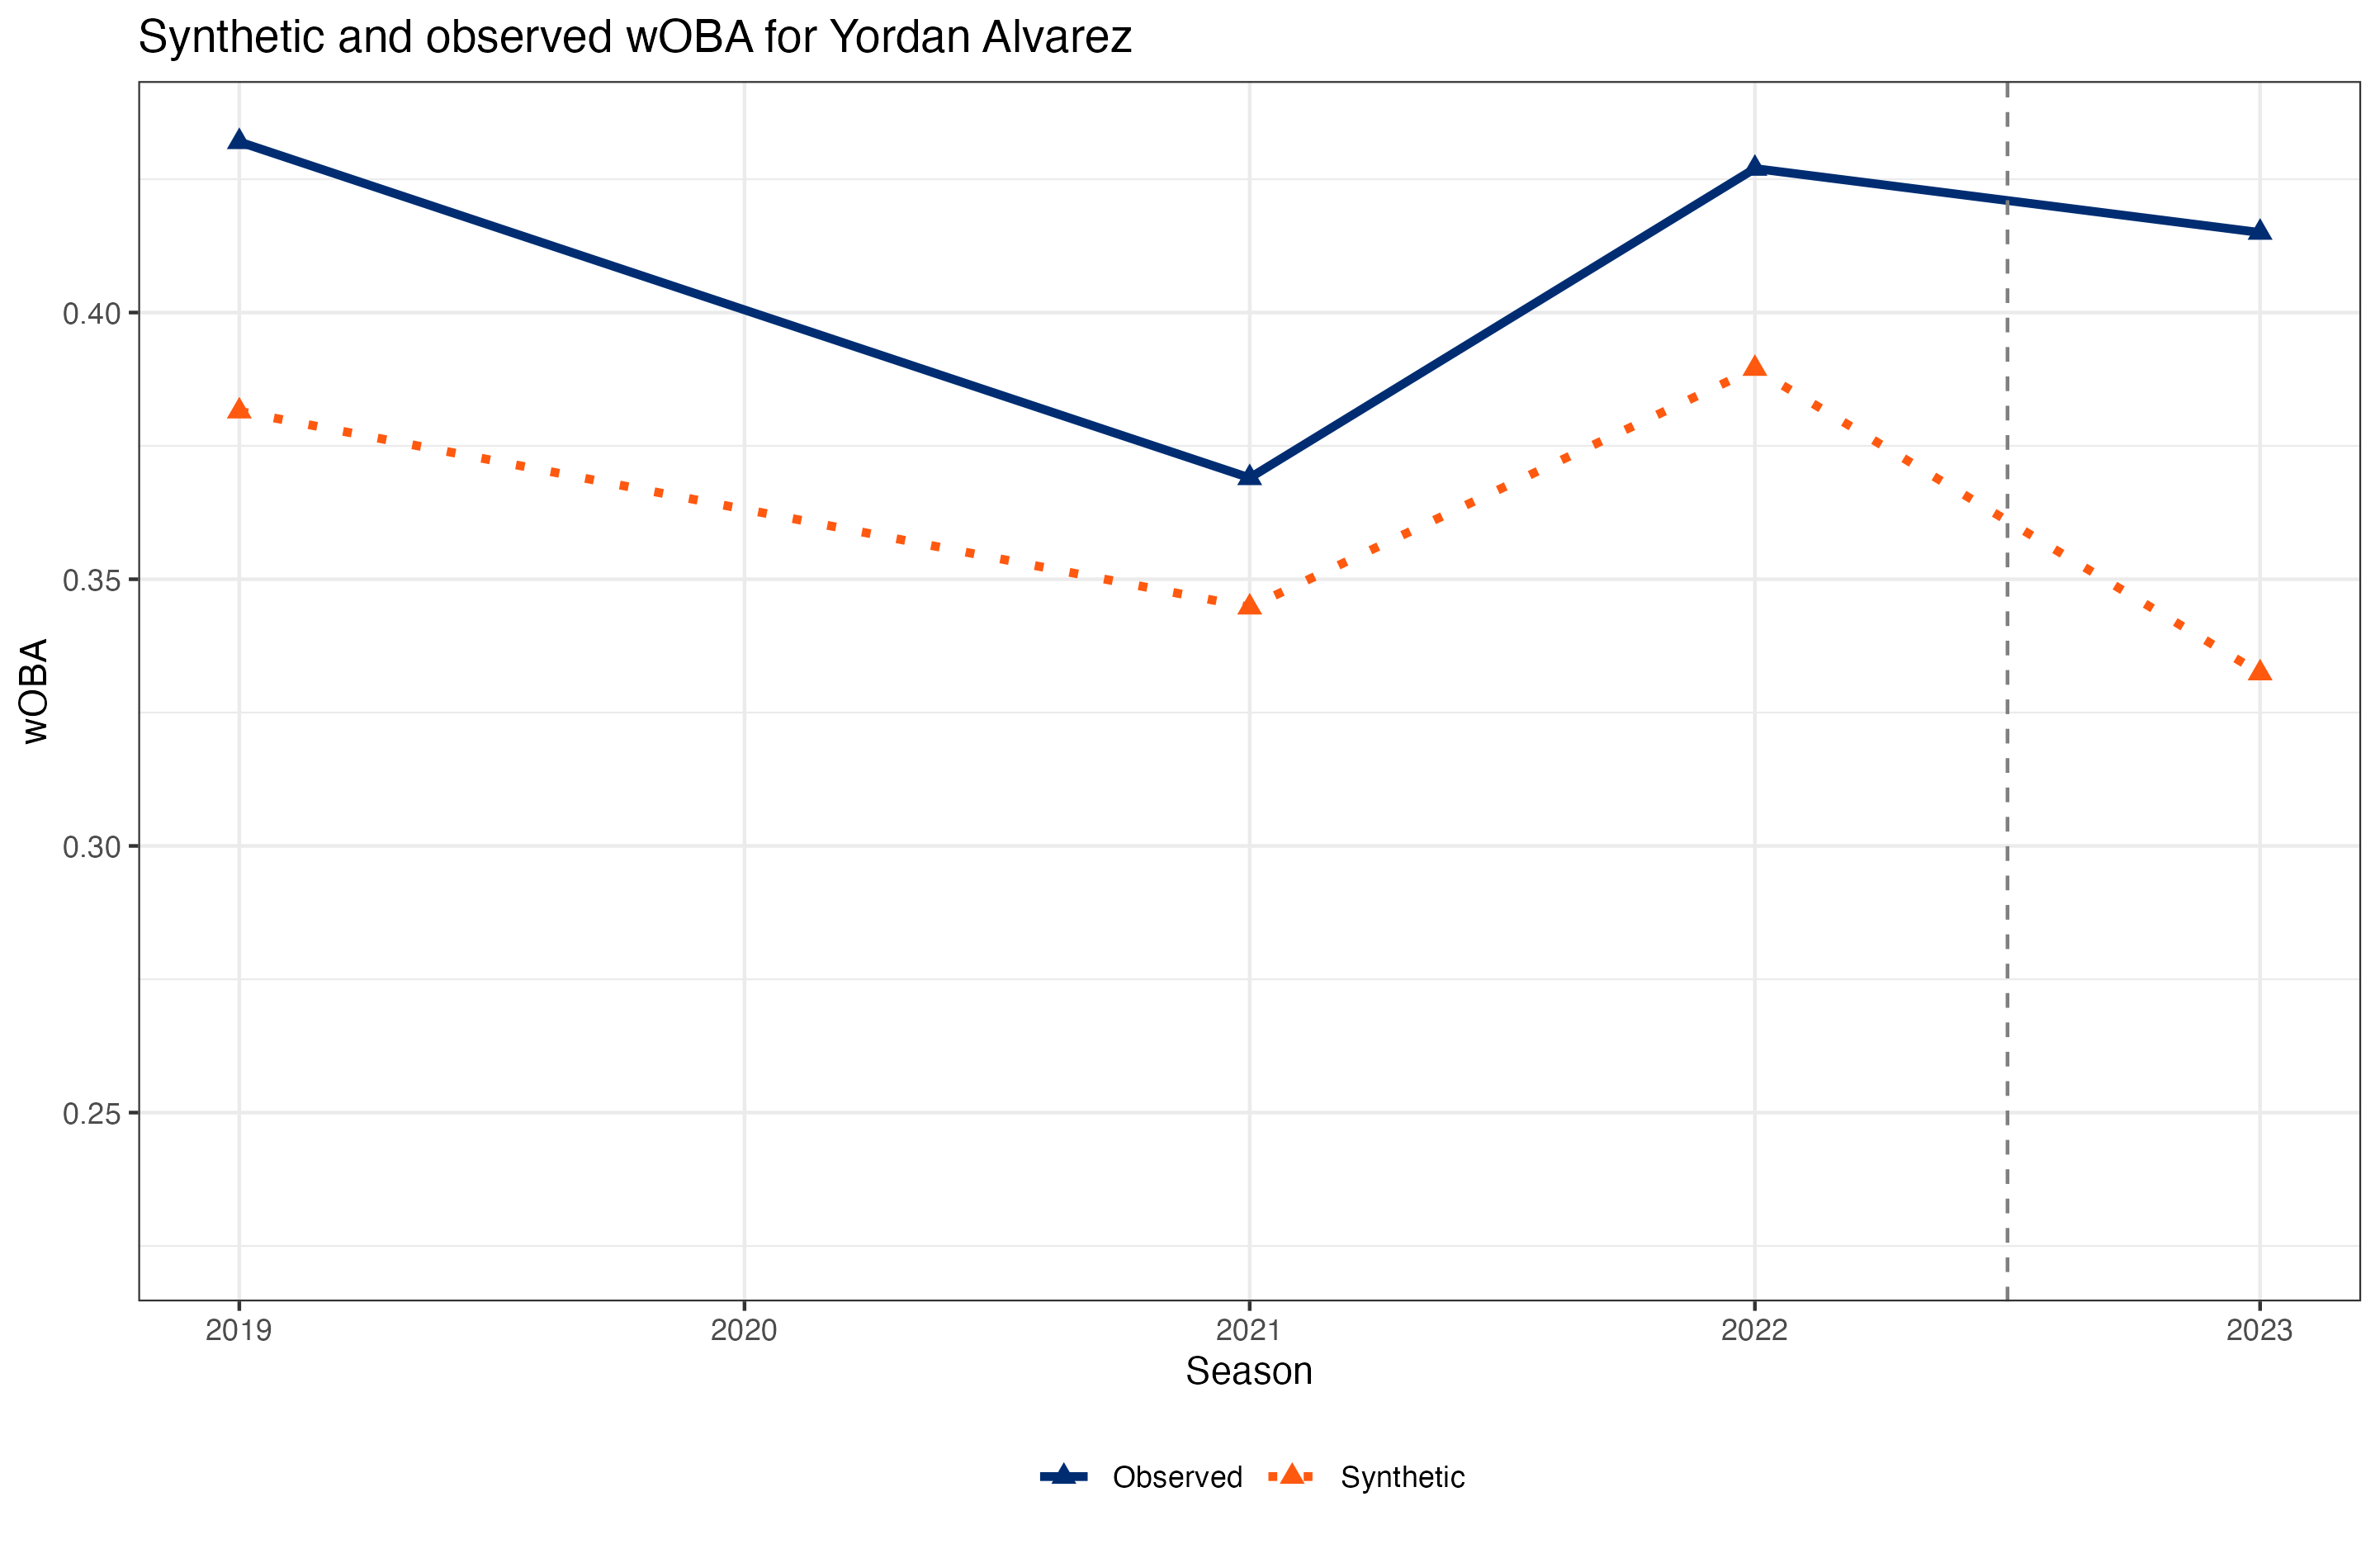 Synthetic and observed wOBA for Yordan Alvarez
wOBA
0.40
0.35
0.30
0.25
2019 2020 2021 2022 2023
Season
Observed Synthetic